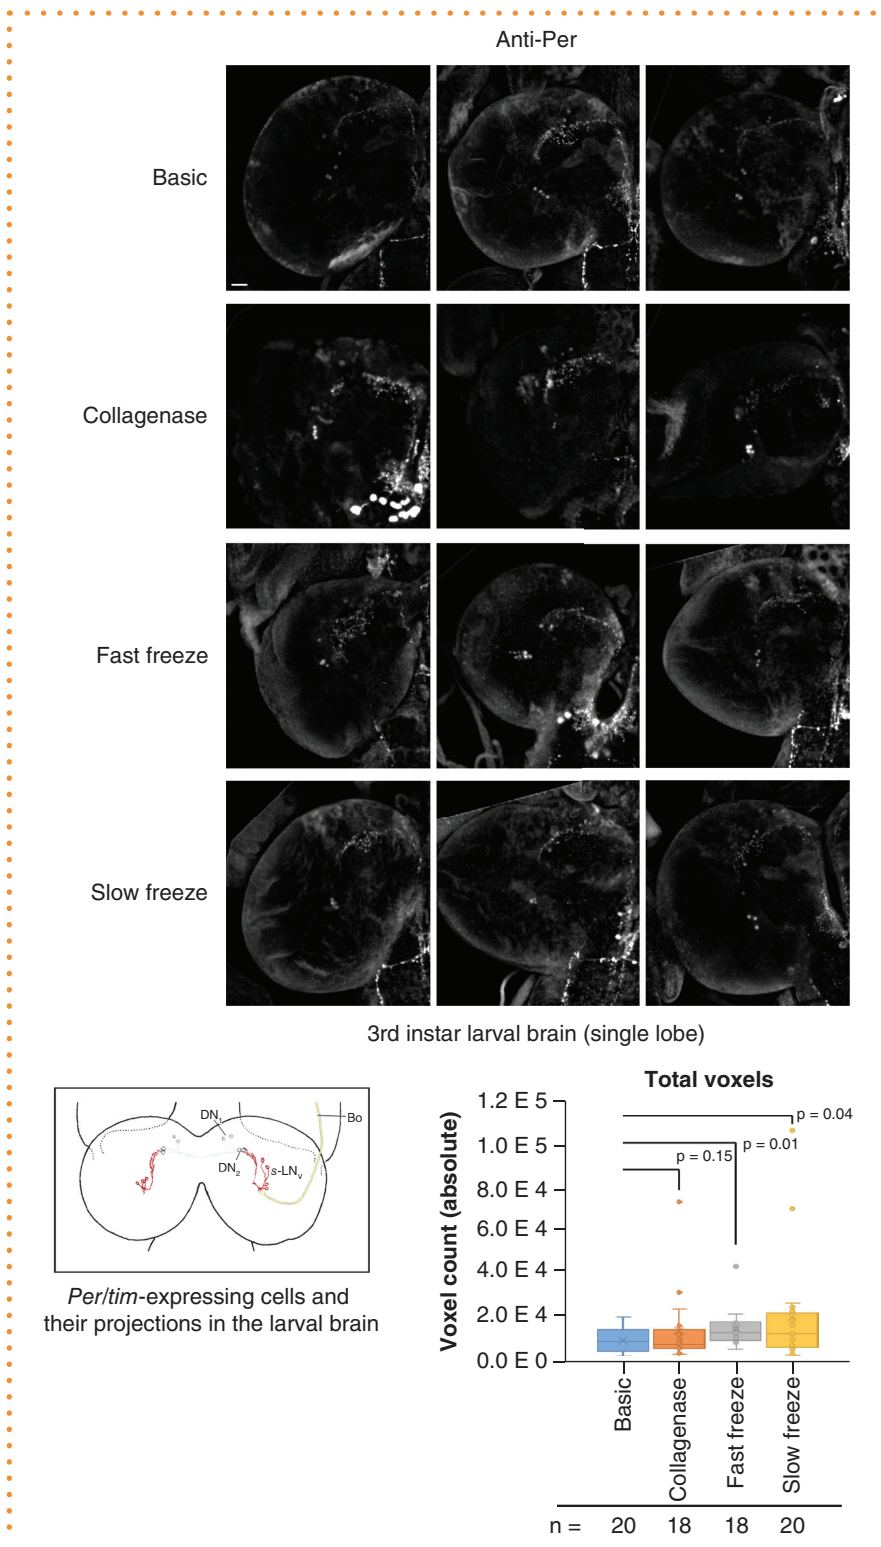 Anti-Per
Basic
Collagenase
Fast freeze
Slow freeze
3rd instar larval brain (single lobe)
DN1
Bo
DN2
s-LNv
Per/tim-expressing cells and
their projections in the larval brain
Total voxels
Voxel count (absolute)
1.2 E 5
1.0 E 5
8.0 E 4
6.0 E 4
4.0 E 4
2.0 E 4
0.0 E 0
p = 0.04
p = 0.01
p = 0.15
Basic
Collagenase
Fast freeze
Slow freeze
n = 20 18 18 20